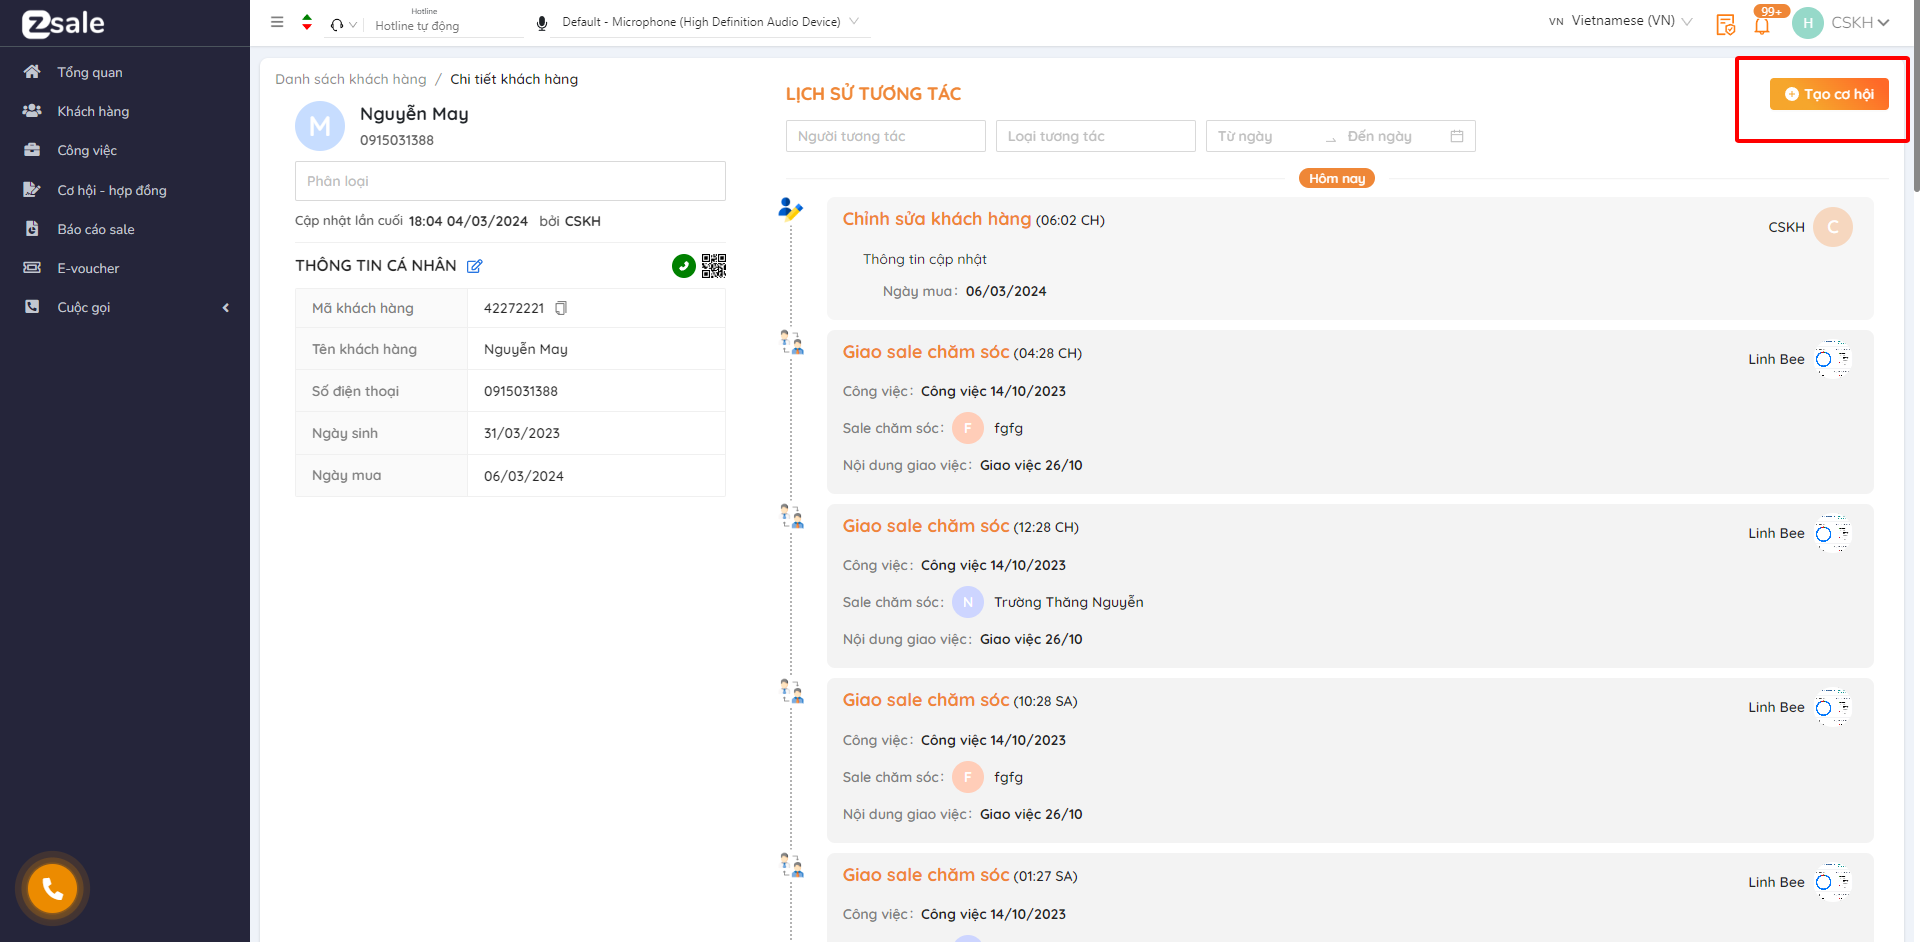 Zsale
Tổng quan
Khách hàng
Công việc
Cơ hội - hợp đồng
Báo cáo sale
E-voucher
Cuộc gọi
Hotline
Hotline tự động
Default - Microphone (High Definition Audio Device)
VN Vietnamese (VN)
99+
H CSKH
Danh sách khách hàng / Chi tiết khách hàng
M
Nguyễn May
0915031388
Phân loại
Cập nhật lần cuối 18:04 04/03/2024 bởi CSKH
THÔNG TIN CÁ NHÂN
Mã khách hàng 42272221
Tên khách hàng Nguyễn May
Số điện thoại 0915031388
Ngày sinh 31/03/2023
Ngày mua 06/03/2024
LỊCH SỬ TƯƠNG TÁC
Tạo cơ hội
Người tương tác Loại tương tác Từ ngày Đến ngày
Hôm nay
Chỉnh sửa khách hàng (06:02 CH) CSKH C
Thông tin cập nhật
Ngày mua: 06/03/2024
Giao sale chăm sóc (04:28 CH) Linh Bee
Công việc: Công việc 14/10/2023
Sale chăm sóc: F fgfg
Nội dung giao việc: Giao việc 26/10
Giao sale chăm sóc (12:28 CH) Linh Bee
Công việc: Công việc 14/10/2023
Sale chăm sóc: N Trường Thăng Nguyễn
Nội dung giao việc: Giao việc 26/10
Giao sale chăm sóc (10:28 SA) Linh Bee
Công việc: Công việc 14/10/2023
Sale chăm sóc: F fgfg
Nội dung giao việc: Giao việc 26/10
Giao sale chăm sóc (01:27 SA) Linh Bee
Công việc: Công việc 14/10/2023